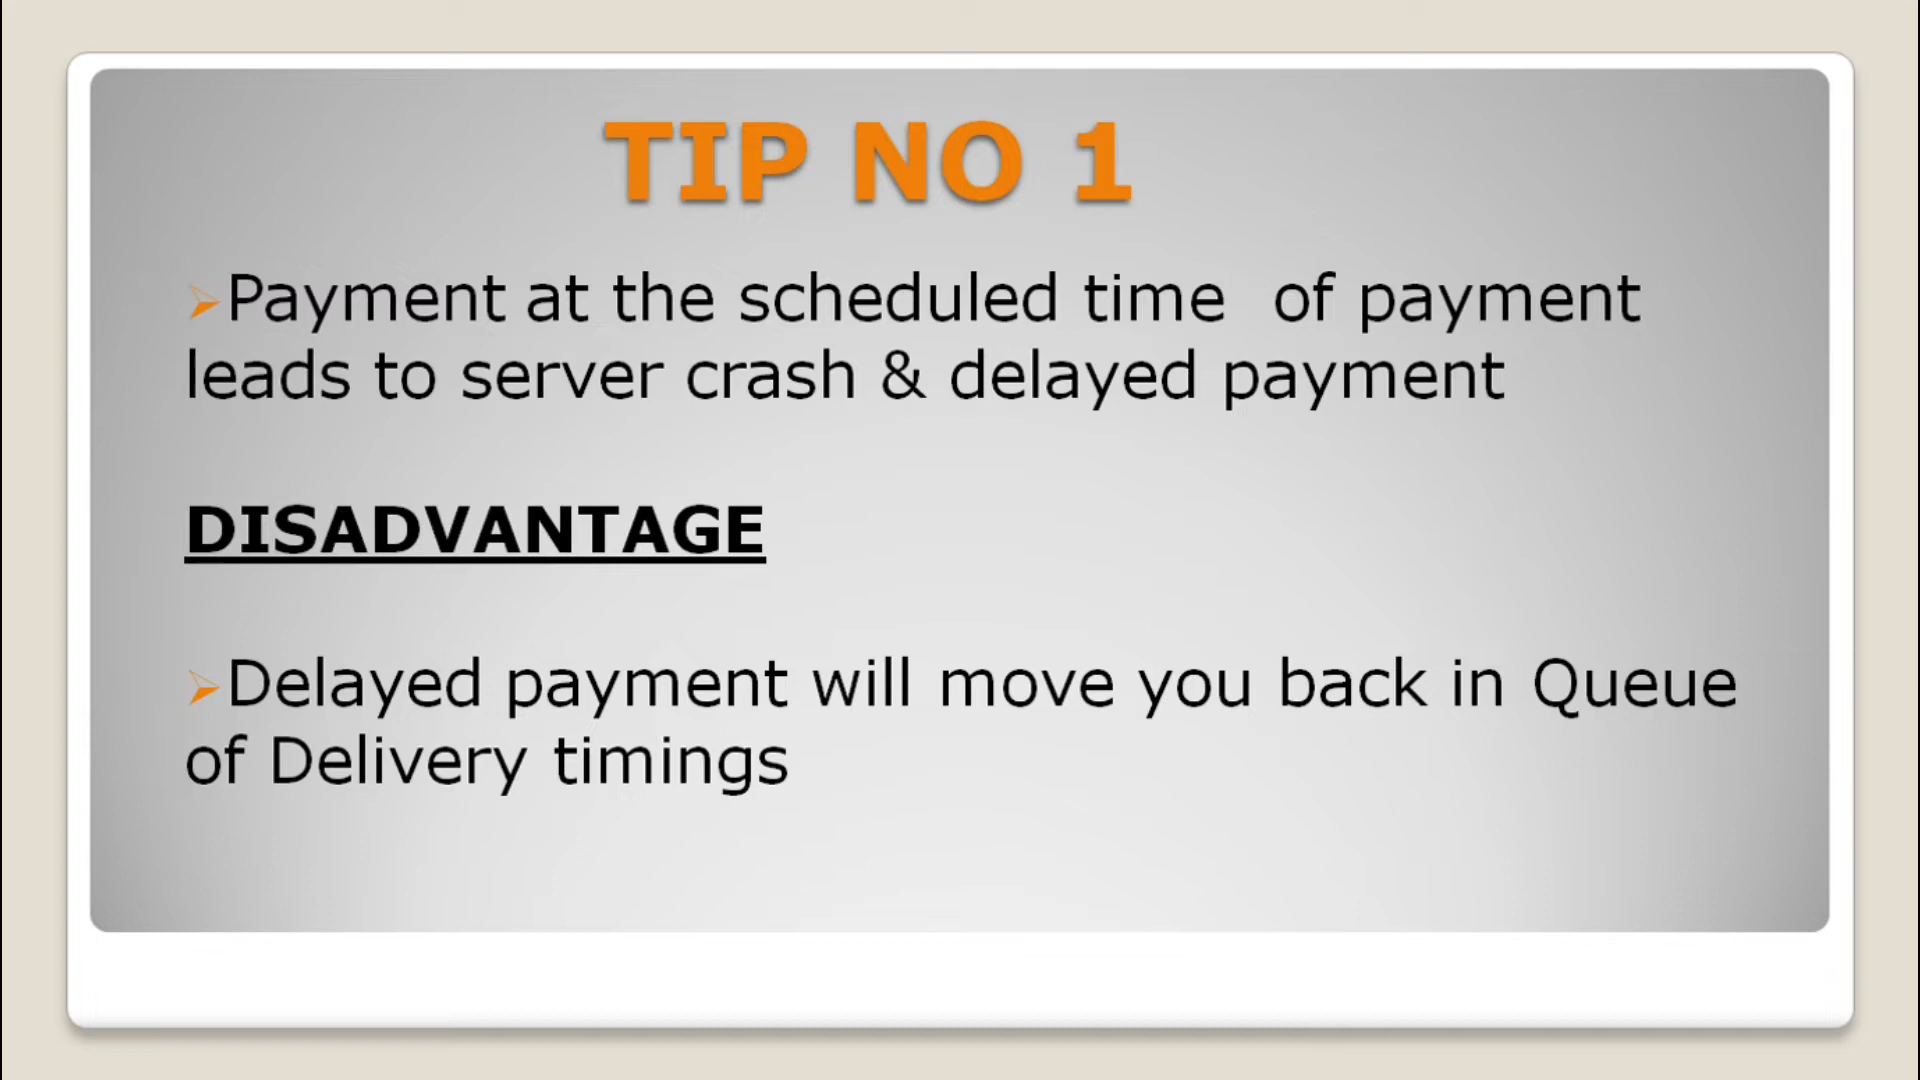 TIP NO 1
Payment at the scheduled time of payment
leads to server crash & delayed payment
DISADVANTAGE
Delayed payment will move you back in Queue
of Delivery timings